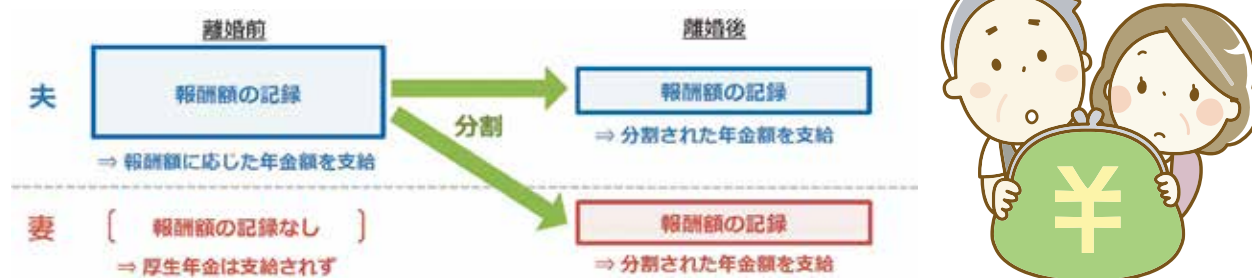 離婚前
離婚後
夫
報酬額の記録
⇒ 報酬額に応じた年金額を支給
分割
報酬額の記録
⇒ 分割された年金額を支給
妻
〔 報酬額の記録なし 〕
⇒ 厚生年金は支給されず
報酬額の記録
⇒ 分割された年金額を支給
¥